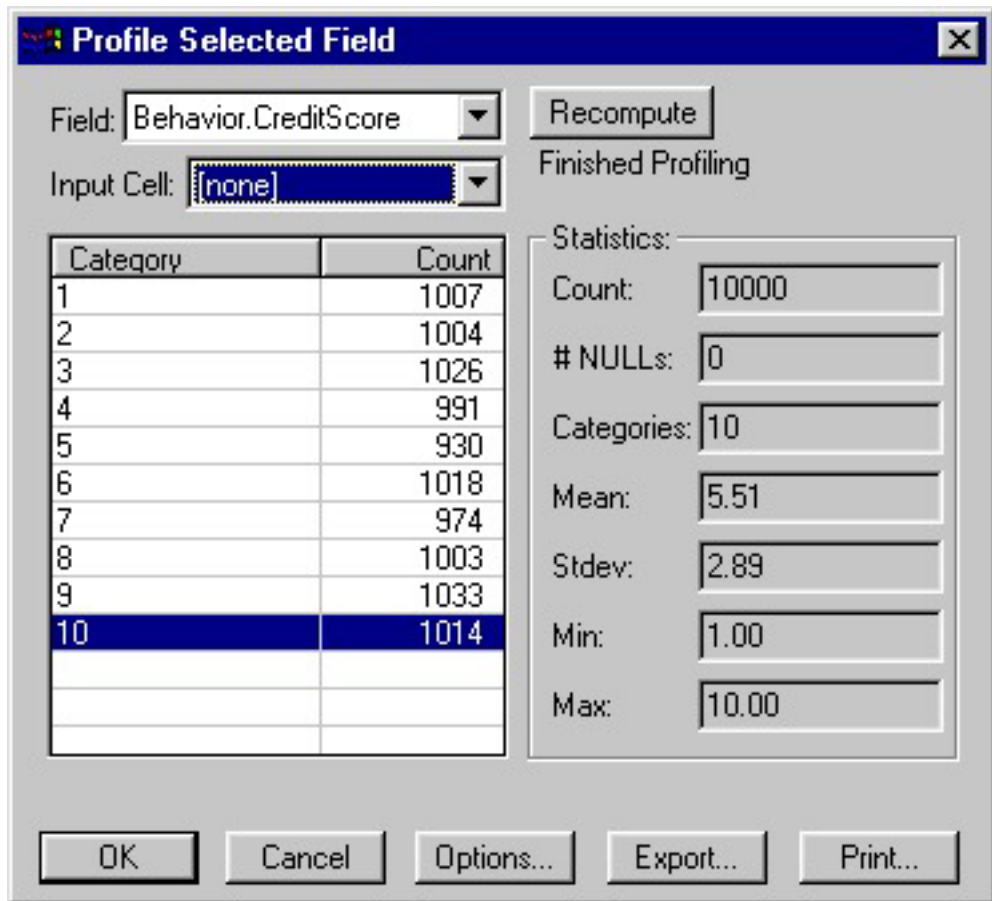 Profile Selected Field
Field: Behavior.CreditScore
Recompute
Input Cell: [none]
Finished Profiling
Category Count
1 1007
2 1004
3 1026
4 991
5 930
6 1018
7 974
8 1003
9 1033
10 1014
Statistics:
Count: 10000
# NULLs: 0
Categories: 10
Mean: 5.51
Stdev: 2.89
Min: 1.00
Max: 10.00
OK Cancel Options... Export... Print...